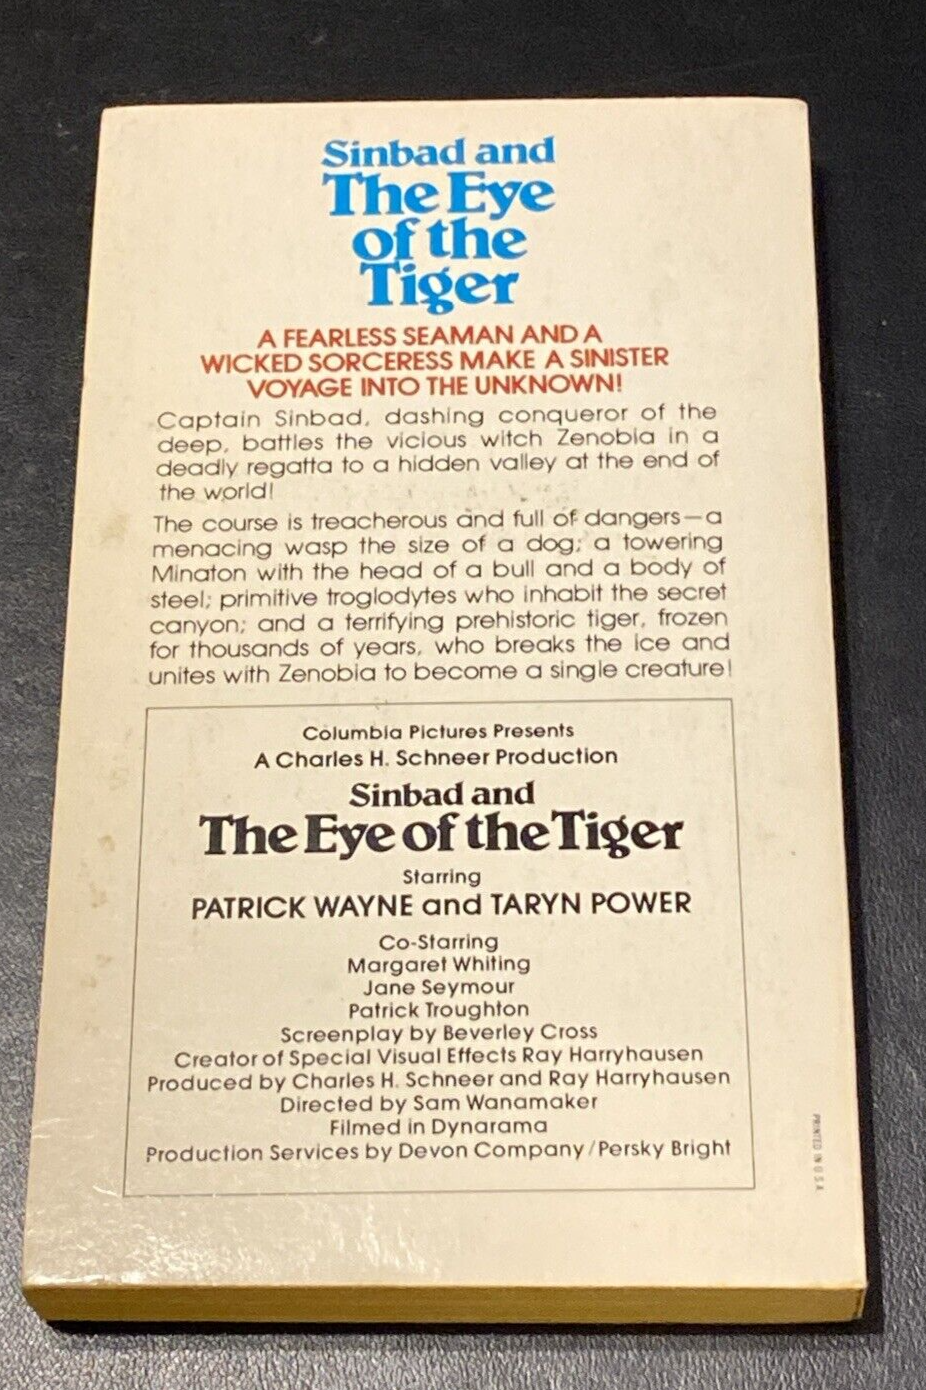 Sinbad and
The Eye
of the
Tiger
A FEARLESS SEAMAN AND A
WICKED SORCERESS MAKE A SINISTER
VOYAGE INTO THE UNKNOWN!
Captain Sinbad, dashing conqueror of the
deep, battles the vicious witch Zenobia in a
deadly regatta to a hidden valley at the end of
the world!
The course is treacherous and full of dangers—a
menacing wasp the size of a dog; a towering
Minaton with the head of a bull and a body of
steel; primitive troglodytes who inhabit the secret
canyon; and a terrifying prehistoric tiger, frozen
for thousands of years, who breaks the ice and
unites with Zenobia to become a single creature!
Columbia Pictures Presents
A Charles H. Schneer Production
Sinbad and
The Eye of the Tiger
Starring
PATRICK WAYNE and TARYN POWER
Co-Starring
Margaret Whiting
Jane Seymour
Patrick Troughton
Screenplay by Beverley Cross
Creator of Special Visual Effects Ray Harryhausen
Produced by Charles H. Schneer and Ray Harryhausen
Directed by Sam Wanamaker
Filmed in Dynarama
Production Services by Devon Company/Persky Bright
PRINTED IN U.S.A.